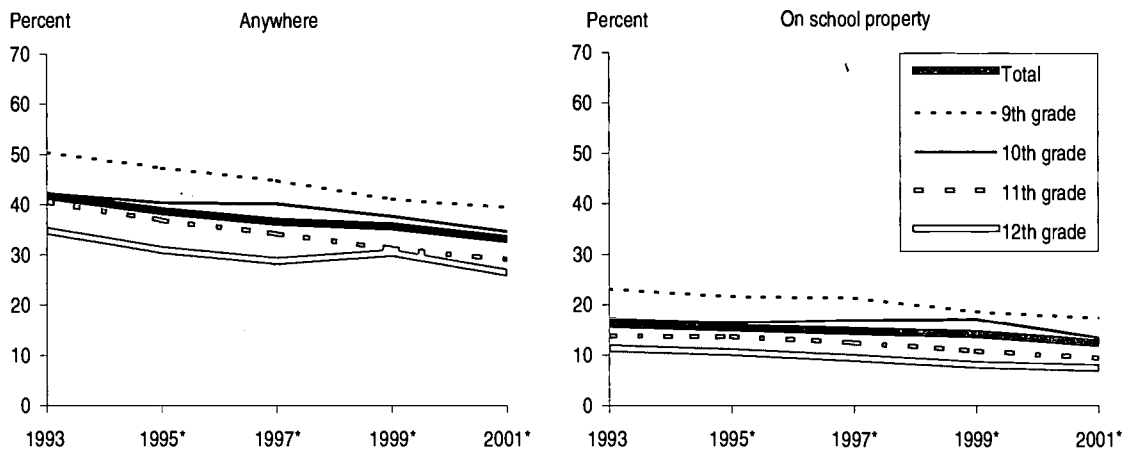 Percent
Anywhere
70
60
50
40
30
20
10
0
1993
1995*
1997*
1999*
2001*
Percent
On school property
70
60
50
40
30
20
10
0
1993
1995*
1997*
1999*
2001*
Total
9th grade
10th grade
11th grade
12th grade